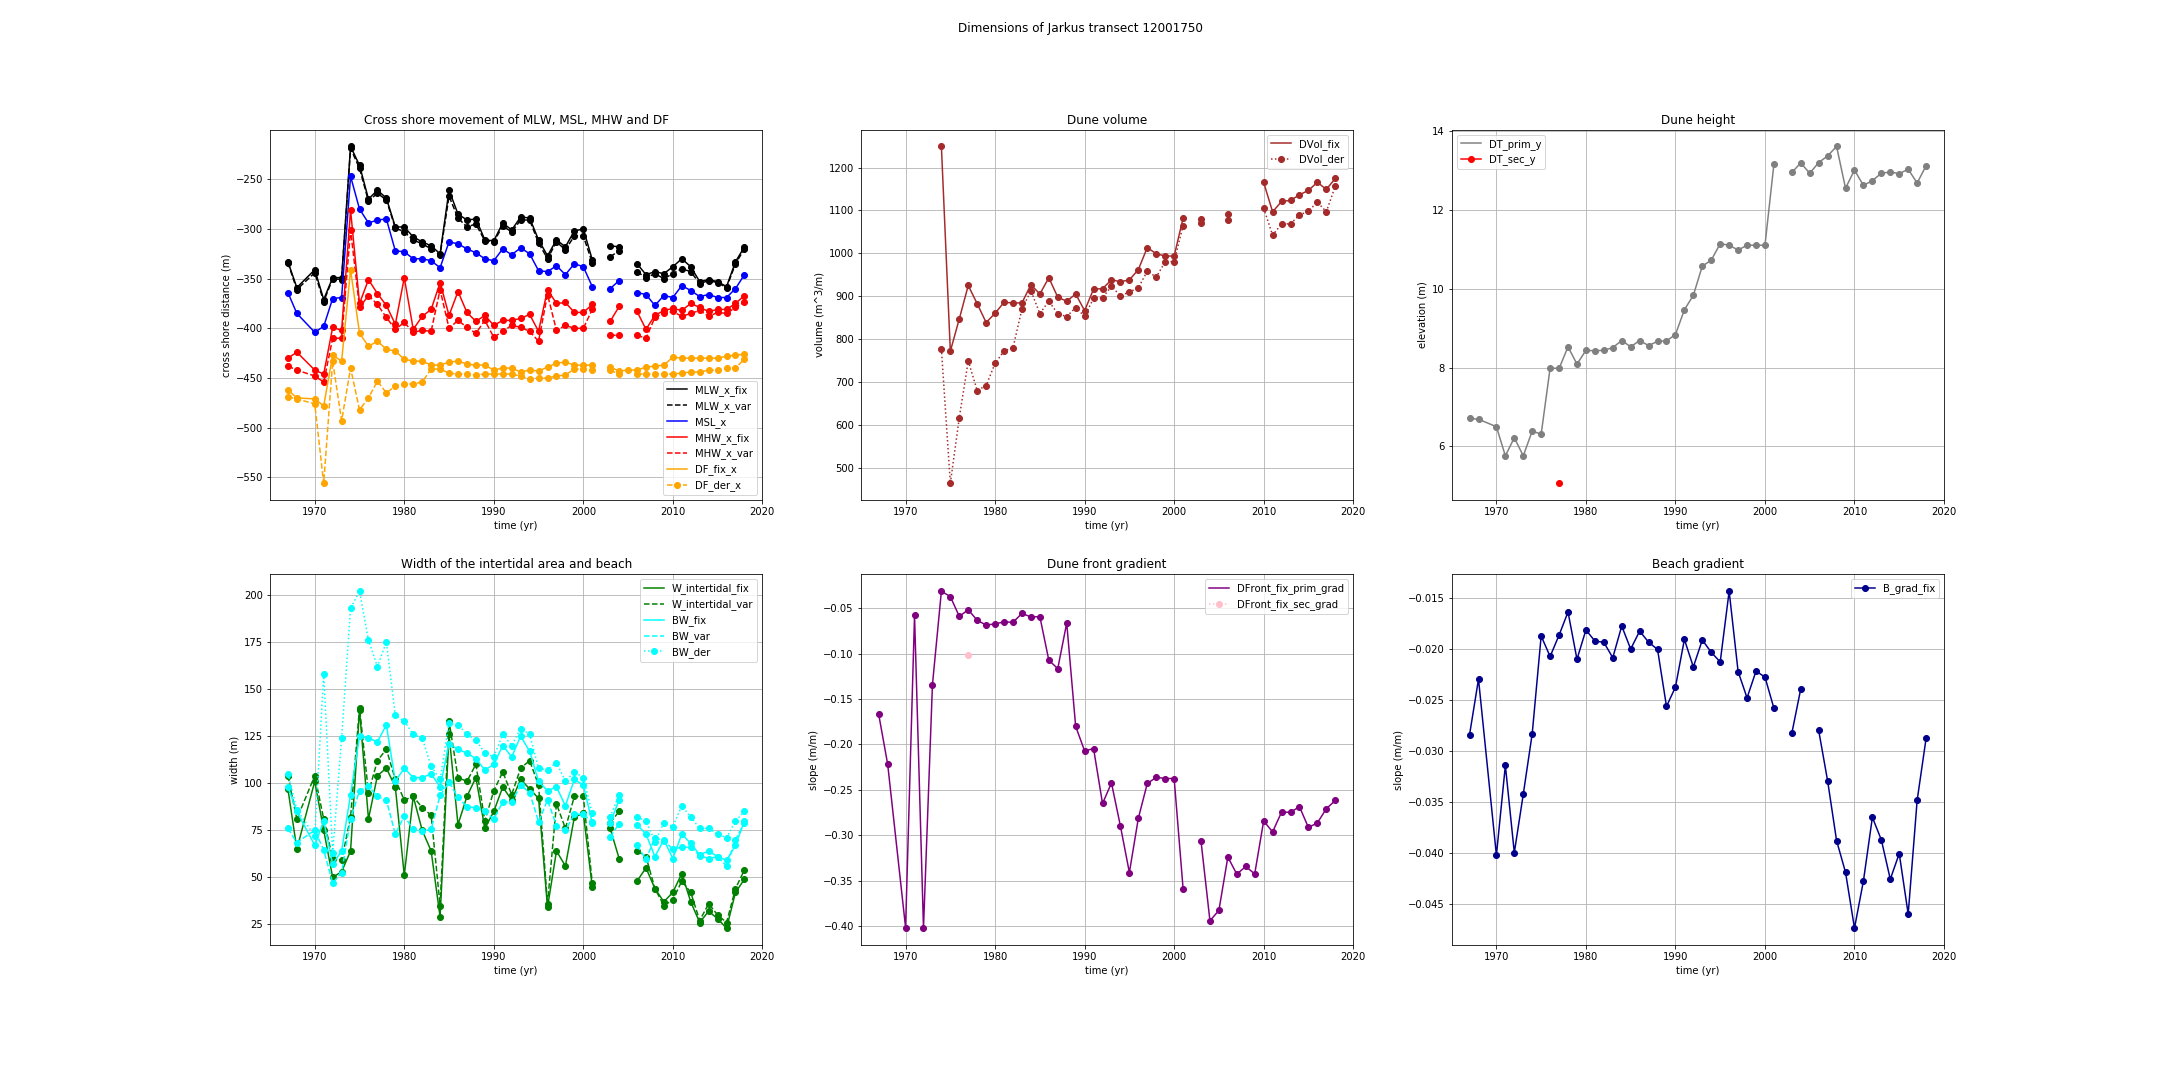 Dimensions of Jarkus transect 12001750
Cross shore movement of MLW, MSL, MHW and DF
cross shore distance (m)
−250
−300
−350
−400
−450
−500
−550
MLW_x_fix
MLW_x_var
MSL_x
MHW_x_fix
MHW_x_var
DF_fix_x
DF_der_x
1970 1980 1990 2000 2010 2020
time (yr)
Dune volume
volume (m^3/m)
1200
1100
1000
900
800
700
600
500
DVol_fix
DVol_der
1970 1980 1990 2000 2010 2020
time (yr)
Dune height
elevation (m)
14
12
10
8
6
DT_prim_y
DT_sec_y
1970 1980 1990 2000 2010 2020
time (yr)
Width of the intertidal area and beach
width (m)
200
175
150
125
100
75
50
25
W_intertidal_fix
W_intertidal_var
BW_fix
BW_var
BW_der
1970 1980 1990 2000 2010 2020
time (yr)
Dune front gradient
slope (m/m)
−0.05
−0.10
−0.15
−0.20
−0.25
−0.30
−0.35
−0.40
DFront_fix_prim_grad
DFront_fix_sec_grad
1970 1980 1990 2000 2010 2020
time (yr)
Beach gradient
slope (m/m)
−0.015
−0.020
−0.025
−0.030
−0.035
−0.040
−0.045
B_grad_fix
1970 1980 1990 2000 2010 2020
time (yr)